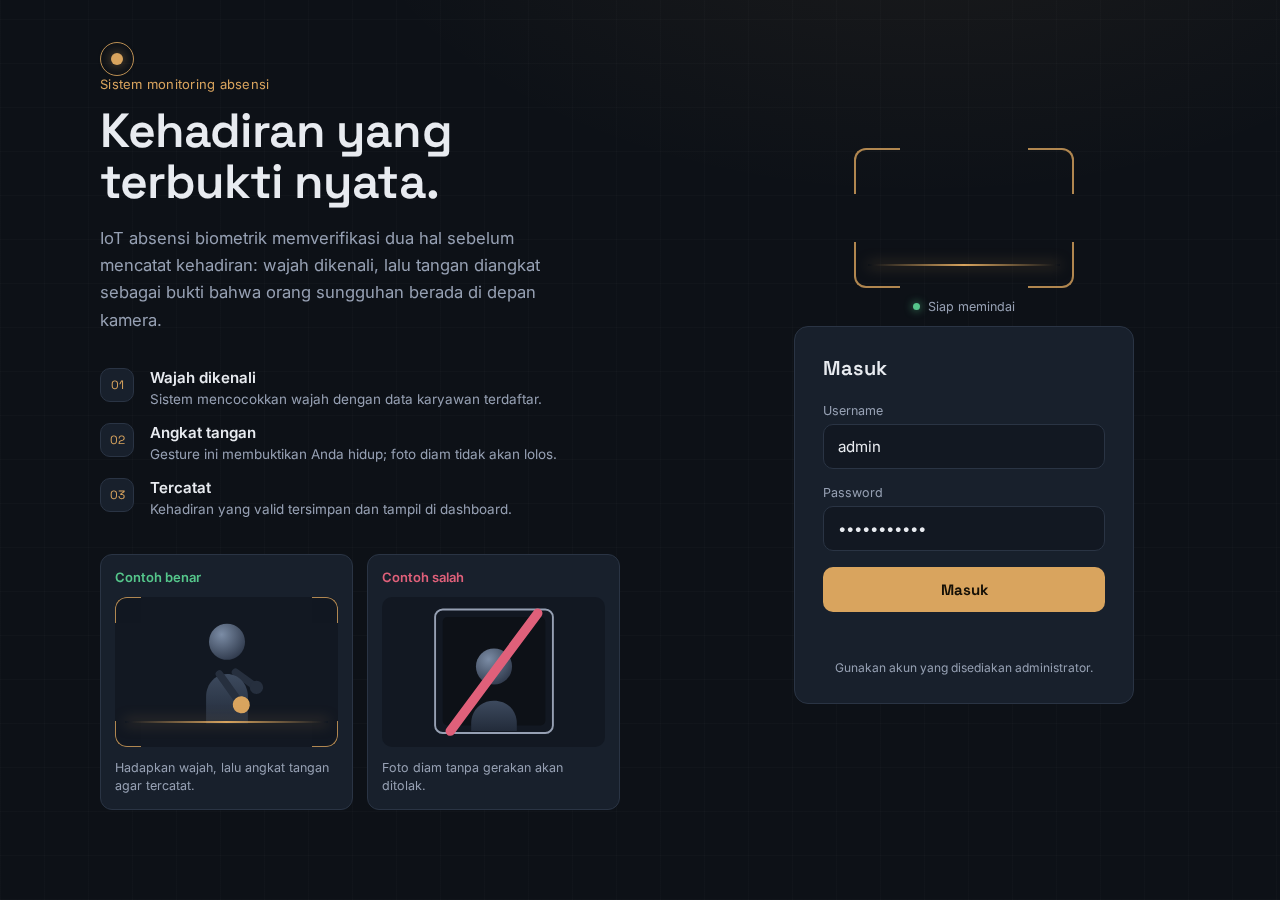 Sistem monitoring absensi
Kehadiran yang
terbukti nyata.
IoT absensi biometrik memverifikasi dua hal sebelum
mencatat kehadiran: wajah dikenali, lalu tangan diangkat
sebagai bukti bahwa orang sungguhan berada di depan
kamera.
01
Wajah dikenali
Sistem mencocokkan wajah dengan data karyawan terdaftar.
02
Angkat tangan
Gesture ini membuktikan Anda hidup; foto diam tidak akan lolos.
03
Tercatat
Kehadiran yang valid tersimpan dan tampil di dashboard.
Contoh benar
Hadapkan wajah, lalu angkat tangan
agar tercatat.
Contoh salah
Foto diam tanpa gerakan akan
ditolak.
Siap memindai
Masuk
Username
admin
Password
•••••••••••
Masuk
Gunakan akun yang disediakan administrator.